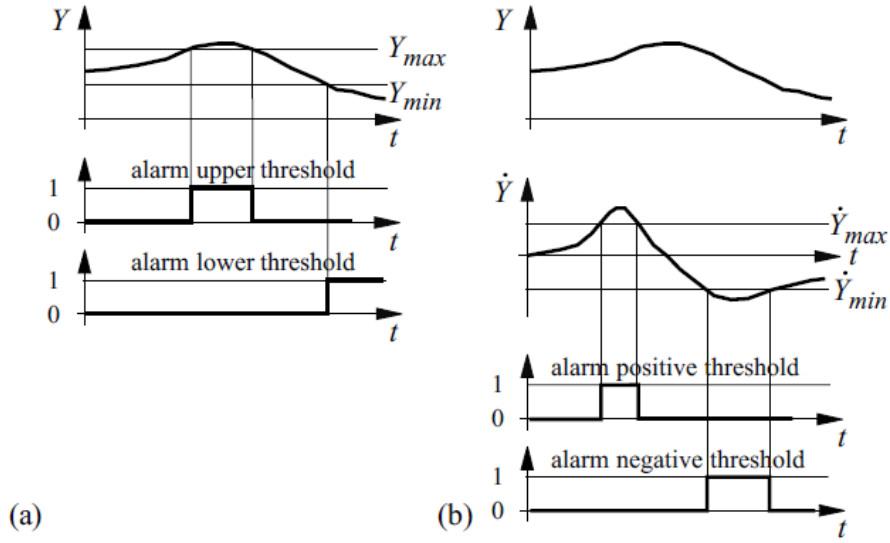 Y
Y_max
Y_min
t
alarm upper threshold
1
0
t
alarm lower threshold
1
0
t
(a)
Y
t
Ẏ
Ẏ_max
t
Ẏ_min
alarm positive threshold
1
0
t
alarm negative threshold
1
0
t
(b)